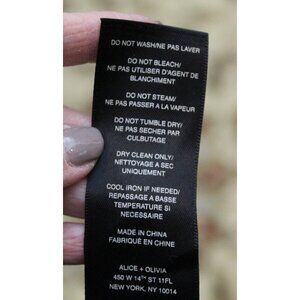 DO NOT WASH/NE PAS LAVER
DO NOT BLEACH/
NE PAS UTILISER D'AGENT DE
BLANCHIMENT
DO NOT STEAM/
NE PAS PASSER A LA VAPEUR
DO NOT TUMBLE DRY/
NE PAS SECHER PAR
CULBUTAGE
DRY CLEAN ONLY/
NETTOYAGE A SEC
UNIQUEMENT
COOL IRON IF NEEDED/
REPASSAGE A BASSE
TEMPERATURE SI
NECESSAIRE
MADE IN CHINA
FABRIQUÉ EN CHINE
ALICE + OLIVIA
450 W 14TH ST 11FL
NEW YORK, NY 10014